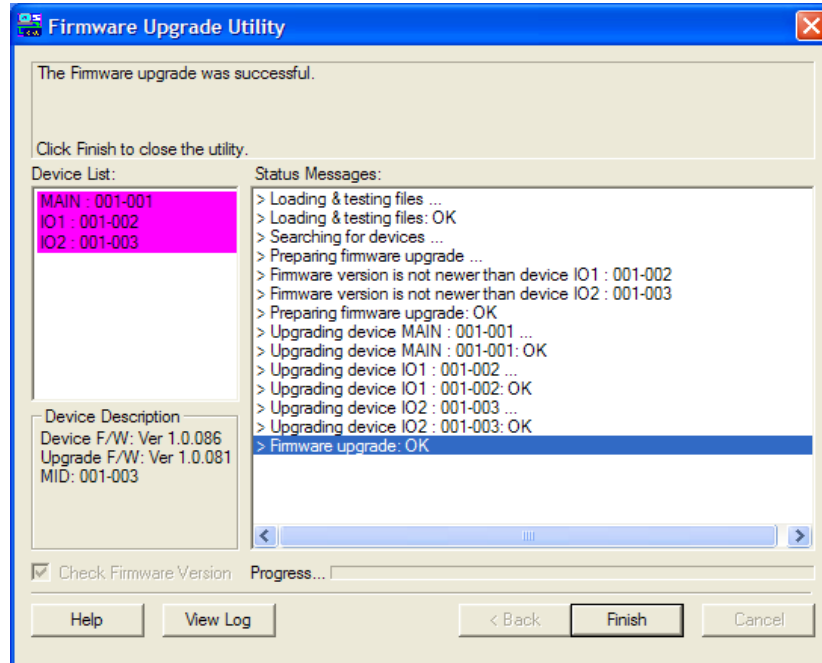 Firmware Upgrade Utility
The Firmware upgrade was successful.
Click Finish to close the utility.
Device List:
MAIN : 001-001
IO1 : 001-002
IO2 : 001-003
Status Messages:
> Loading & testing files ...
> Loading & testing files: OK
> Searching for devices ...
> Preparing firmware upgrade ...
> Firmware version is not newer than device IO1 : 001-002
> Firmware version is not newer than device IO2 : 001-003
> Preparing firmware upgrade: OK
> Upgrading device MAIN : 001-001 ...
> Upgrading device MAIN : 001-001: OK
> Upgrading device IO1 : 001-002 ...
> Upgrading device IO1 : 001-002: OK
> Upgrading device IO2 : 001-003 ...
> Upgrading device IO2 : 001-003: OK
> Firmware upgrade: OK
Device Description
Device F/W: Ver 1.0.086
Upgrade F/W: Ver 1.0.081
MID: 001-003
Check Firmware Version
Progress...
Help
View Log
< Back
Finish
Cancel